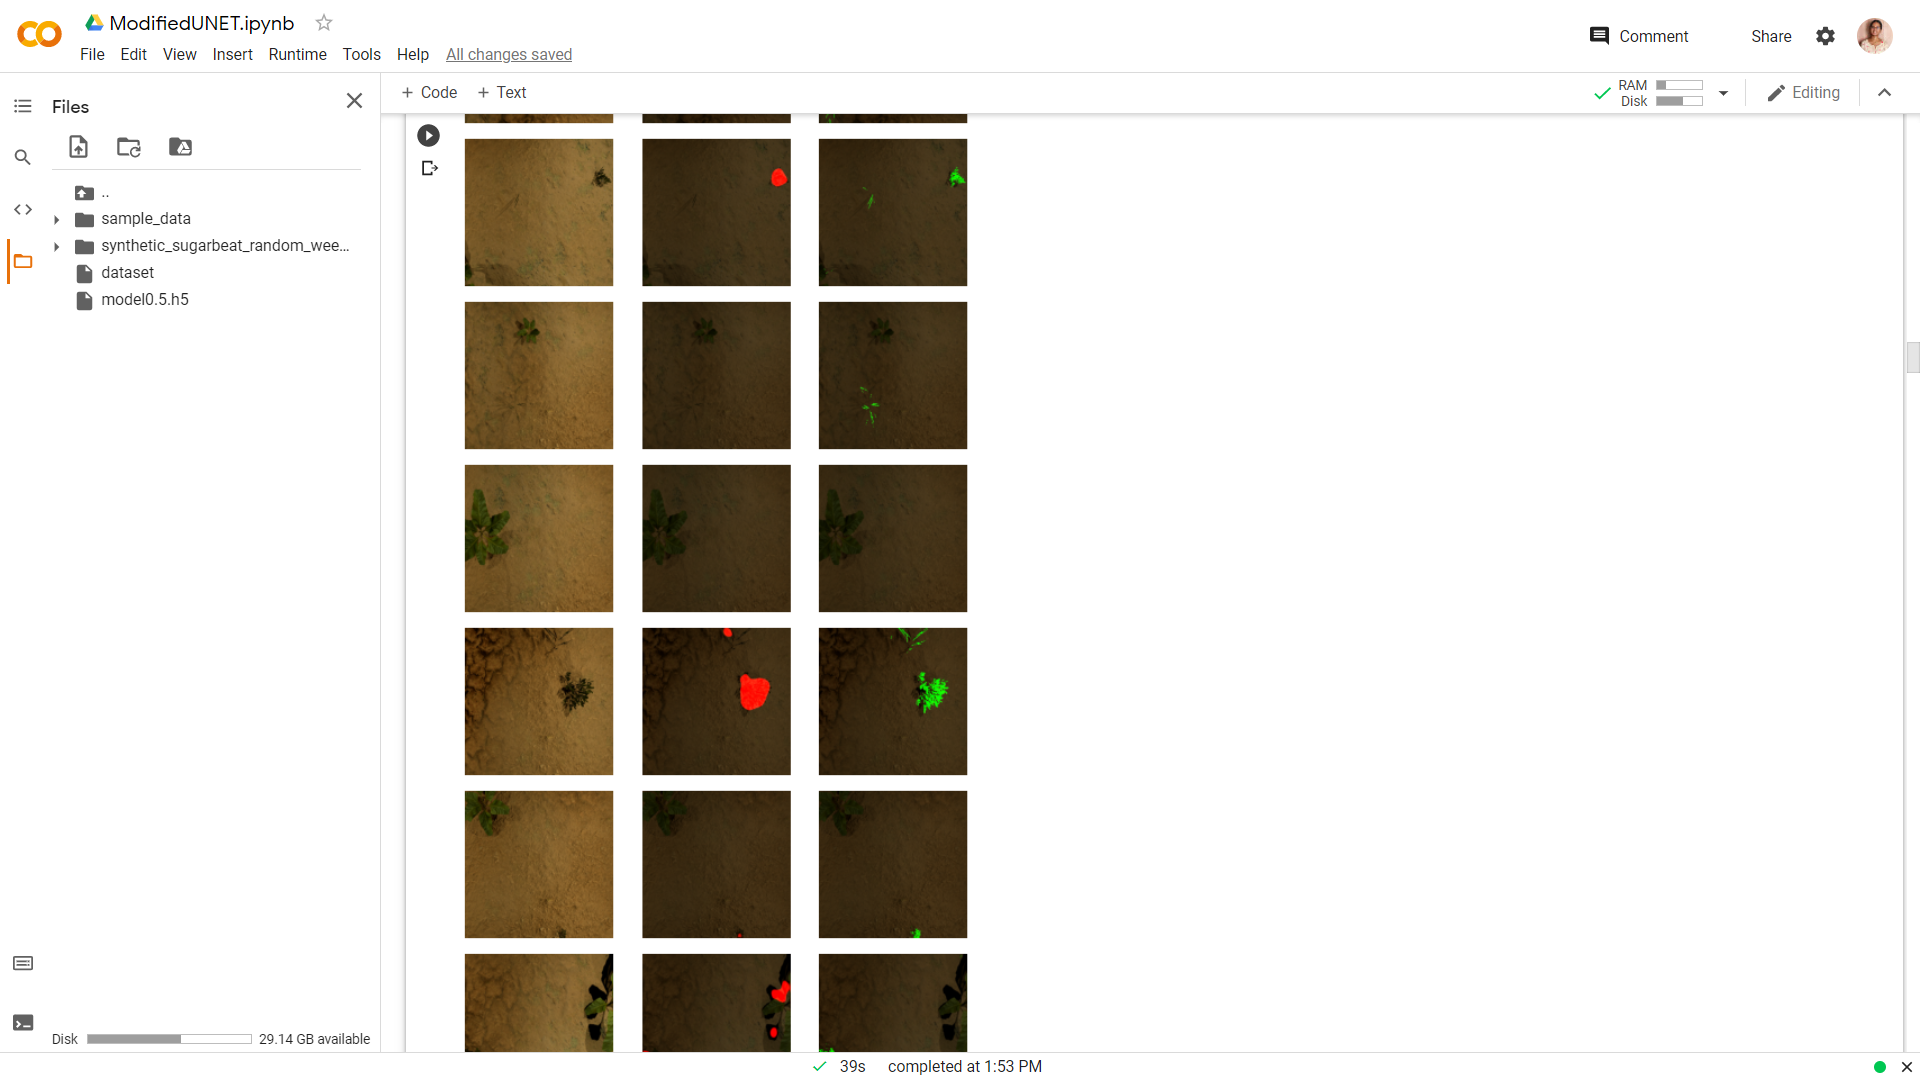 ModifiedUNET.ipynb
File Edit View Insert Runtime Tools Help All changes saved
Comment Share
Files
+ Code + Text
RAM
Disk
Editing
..
sample_data
synthetic_sugarbeat_random_wee...
dataset
model0.5.h5
Disk 29.14 GB available
39s completed at 1:53 PM